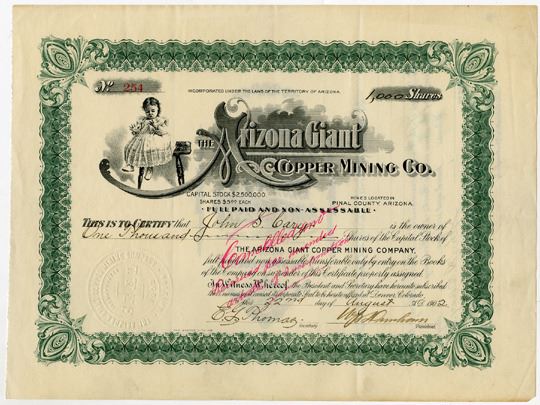 No 254
INCORPORATED UNDER THE LAWS OF THE TERRITORY OF ARIZONA.
1,000 Shares
THE Arizona Giant
COPPER MINING CO.
CAPITAL STOCK $2,500,000.
SHARES $5.00 EACH
MINES LOCATED IN
PINAL COUNTY ARIZONA.
FULL PAID AND NON-ASSESSABLE
THIS IS TO CERTIFY that John S. is the owner of
One Thousand Shares of the Capital Stock of
THE ARIZONA GIANT COPPER MINING COMPANY,
full paid and non-assessable transferable only by entry on the Books
of the Company on surrender of this Certificate properly assigned.
In Witness Whereof, the President and Secretary have hereunto subscribed
their names and caused the corporate Seal to be hereto affixed at Denver, Colorado
this 22nd day of August AD 1902
E. L. Thomas
Secretary
President
Cancelled